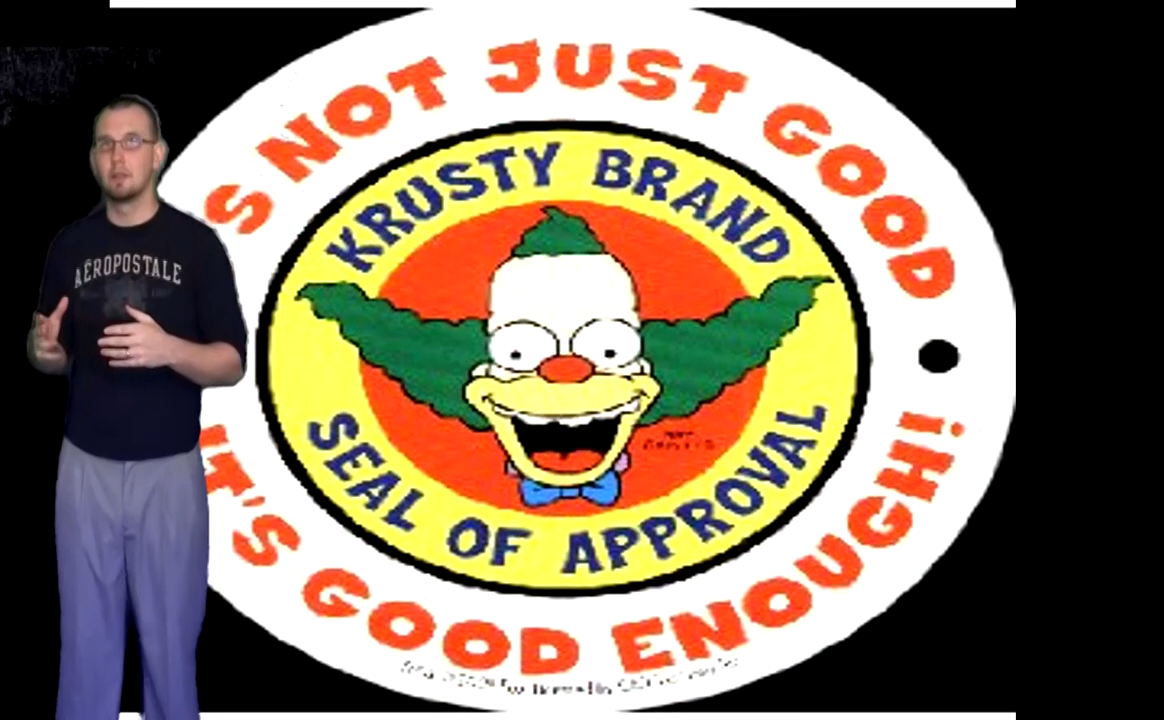 S NOT JUST GOOD
KRUSTY BRAND
SEAL OF APPROVAL
IT'S GOOD ENOUGH!
AÉROPOSTALE